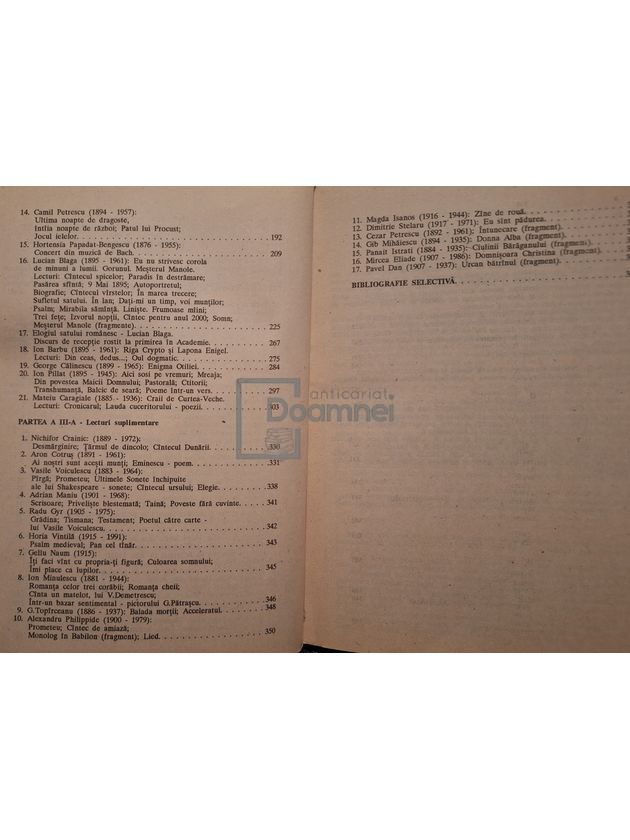 14. Camil Petrescu (1894 - 1957):
Ultima noapte de dragoste,
întîia noapte de război; Patul lui Procust;
Jocul ielelor. 192
15. Hortensia Papadat-Bengescu (1876 - 1955):
Concert din muzică de Bach. 209
16. Lucian Blaga (1895 - 1961): Eu nu strivesc corola
de minuni a lumii. Gorunul. Meșterul Manole.
Lecturi: Cîntecul spicelor; Paradis în destrămare;
Pasărea sfîntă; 9 Mai 1895; Autoportretul;
Biografie; Cîntecul vîrstelor; În marea trecere;
Sufletul satului. În lan; Dați-mi un timp, voi munților;
Psalm; Mirabila sămînță. Liniște. Frumoase mîini;
Trei fețe; Izvorul nopții; Cîntec pentru anul 2000; Somn;
Meșterul Manole (fragmente). 225
17. Elogiul satului românesc - Lucian Blaga.
Discurs de recepție rostit la primirea în Academie. 267
18. Ion Barbu (1895 - 1961): Riga Crypto și Lapona Enigel.
Lecturi: Din ceas, dedus...; Oul dogmatic. 275
19. George Călinescu (1899 - 1965): Enigma Otiliei. 284
20. Ion Pillat (1895 - 1945): Aici sosi pe vremuri; Mreaja;
Din povestea Maicii Domnului; Pastorală; Ctitorii;
Transhumanță, Balcic de seară; Poeme într-un vers. 297
21. Mateiu Caragiale (1885 - 1936): Craii de Curtea-Veche.
Lecturi: Cronicarul; Lauda cuceritorului - poezii. 303
PARTEA A III-A - Lecturi suplimentare
1. Nichifor Crainic: (1889 - 1972):
Desmărginire; Țărmul de dincolo; Cîntecul Dunării. 330
2. Aron Cotruș (1891 - 1961):
Ai noștri sunt acești munți; Eminescu - poem. 331
3. Vasile Voiculescu (1883 - 1964):
Pîrgă; Prometeu; Ultimele Sonete închipuite
ale lui Shakespeare - sonete; Cîntecul ursului; Elegie. 338
4. Adrian Maniu (1901 - 1968):
Scrisoare; Priveliște blestemată; Taină; Poveste fără cuvinte. 341
5. Radu Gyr (1905 - 1975):
Grădina; Tismana; Testament; Poetul către carte -
lui Vasile Voiculescu. 342
6. Horia Vintilă (1915 - 1991):
Psalm medieval; Pan cel tînăr. 343
7. Gellu Naum (1915):
Îți faci vînt cu propria-ți figură; Culoarea somnului;
Îmi place ca lupilor. 345
8. Ion Minulescu (1881 - 1944):
Romanța celor trei corăbii; Romanța cheii;
Cînta un matelot, lui V.Demetrescu;
Într-un bazar sentimental - pictorului G.Pătrașcu. 346
9. G.Topîrceanu (1886 - 1937): Balada morții; Acceleratul. 348
10. Alexandru Philippide (1900 - 1979):
Prometeu; Cîntec de amiază;
Monolog în Babilon (fragment); Lied. 350
11. Magda Isanos (1916 - 1944): Zîne de rouă.
12. Dimitrie Stelaru (1917 - 1971): Eu sînt pădurea.
13. Cezar Petrescu (1892 - 1961): Întunecare (fragment).
14. Gib Mihăiescu (1894 - 1935): Donna Alba (fragment).
15. Panait Istrati (1884 - 1935): Ciulinii Bărăganului (fragment).
16. Mircea Eliade (1907 - 1986): Domnișoara Christina (fragment).
17. Pavel Dan (1907 - 1937): Urcan bătrînul (fragment).
BIBLIOGRAFIE SELECTIVĂ.
anticariat
Doamnei